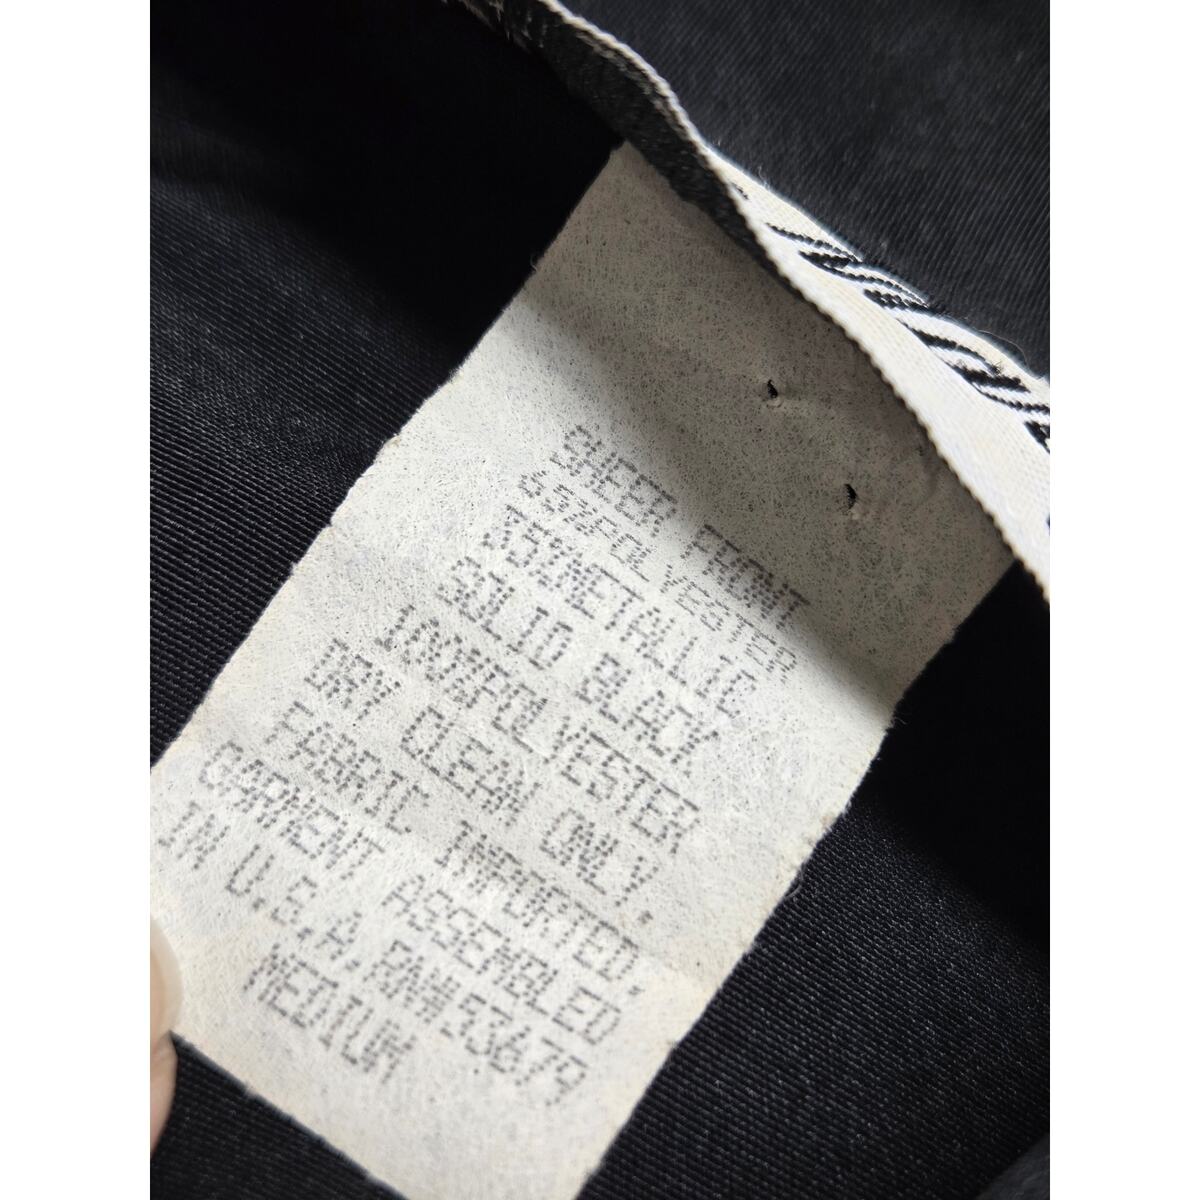 SHEER FRONT
65%POLYESTER
35%METALLIC
SOLID BLACK
100%POLYESTER
DRY CLEAN ONLY.
FABRIC IMPORTED.
GARMENT ASSEMBLED
IN U.S.A.RN#53679
MEDIUM